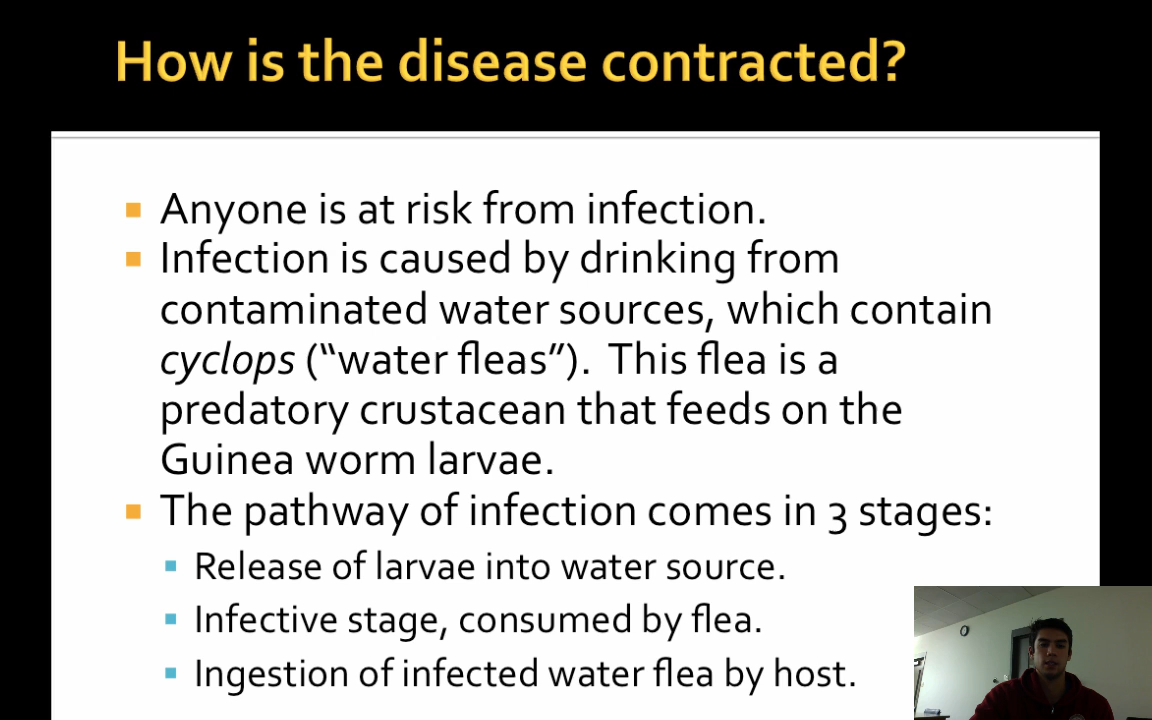 How is the disease contracted?
Anyone is at risk from infection.
Infection is caused by drinking from
contaminated water sources, which contain
cyclops (“water fleas”).  This flea is a
predatory crustacean that feeds on the
Guinea worm larvae.
The pathway of infection comes in 3 stages:
Release of larvae into water source.
Infective stage, consumed by flea.
Ingestion of infected water flea by host.